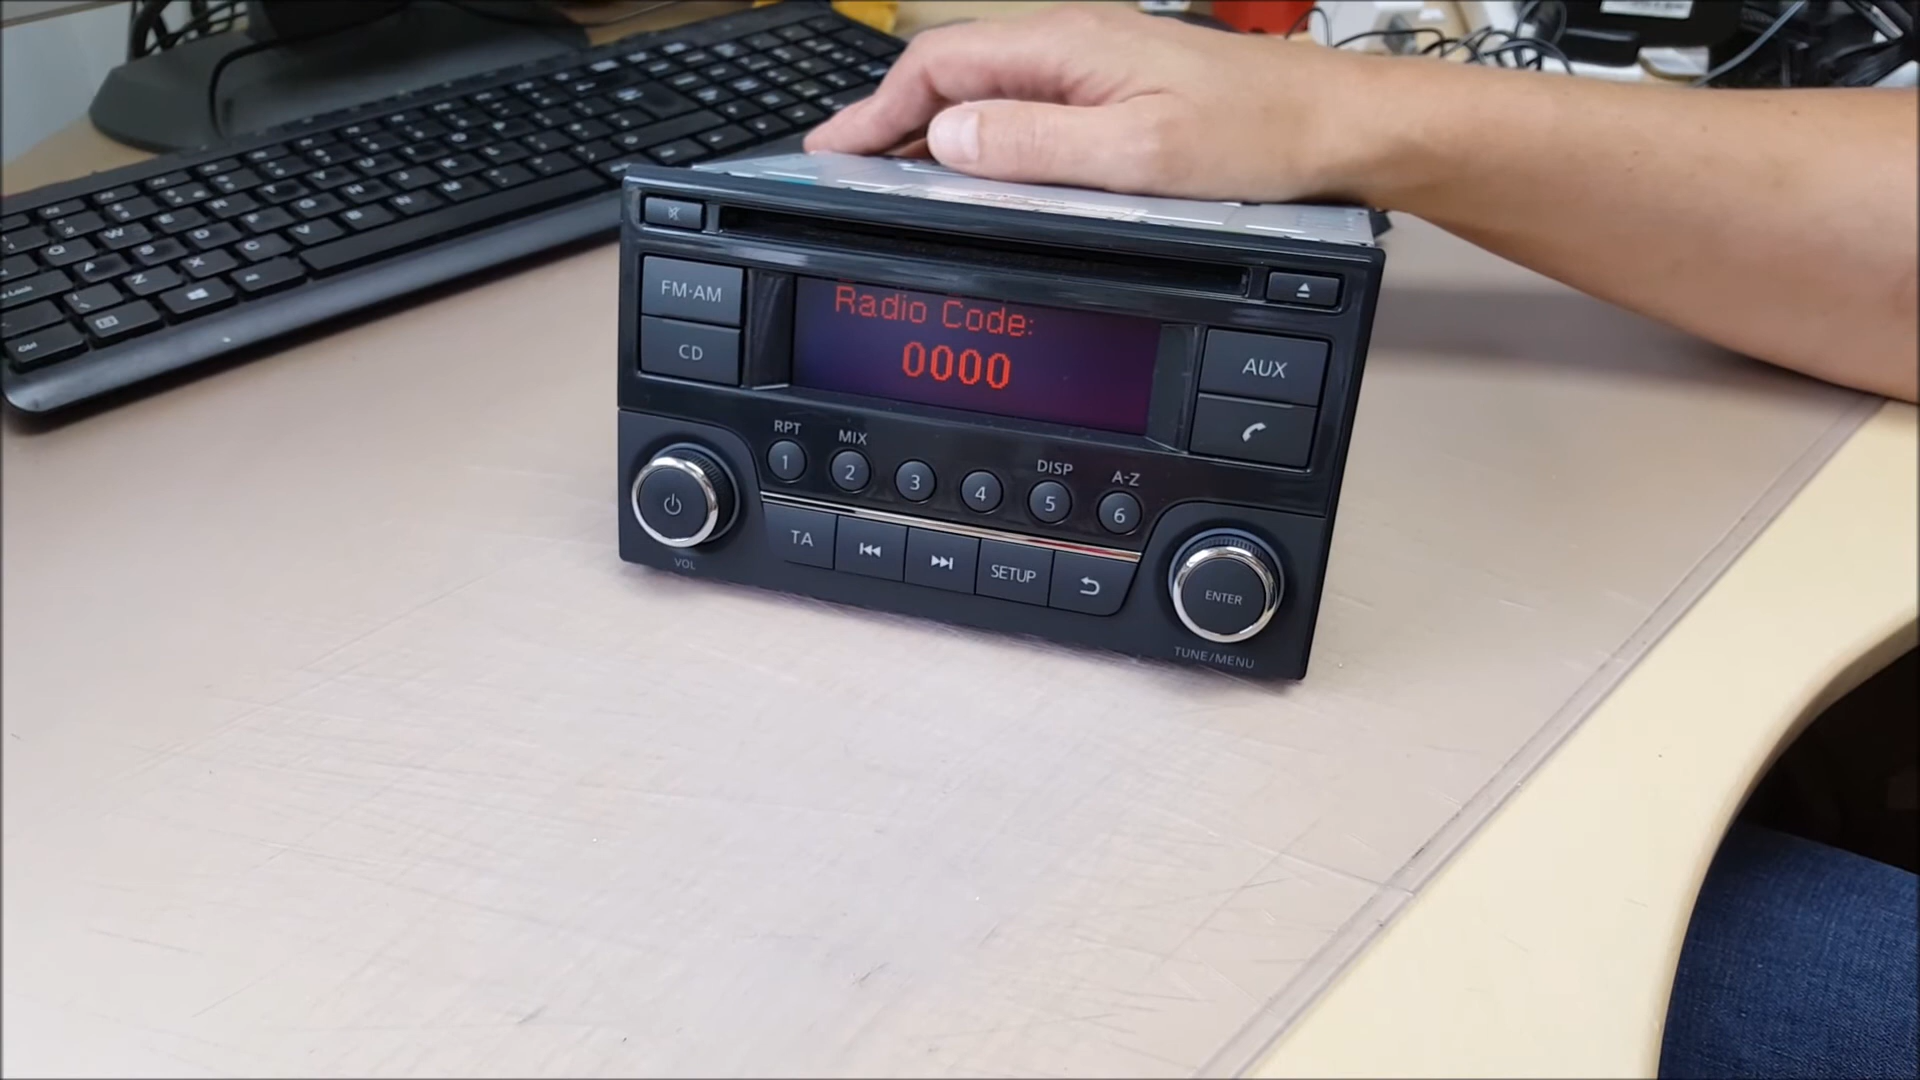 FM·AM
CD
Radio Code:
0000
AUX
RPT
MIX
DISP
A-Z
1
2
3
4
5
6
TA
SETUP
VOL
ENTER
TUNE/MENU
Q
W
E
R
T
Y
A
S
D
F
G
H
Z
X
C
V
B
N
M
Ctrl